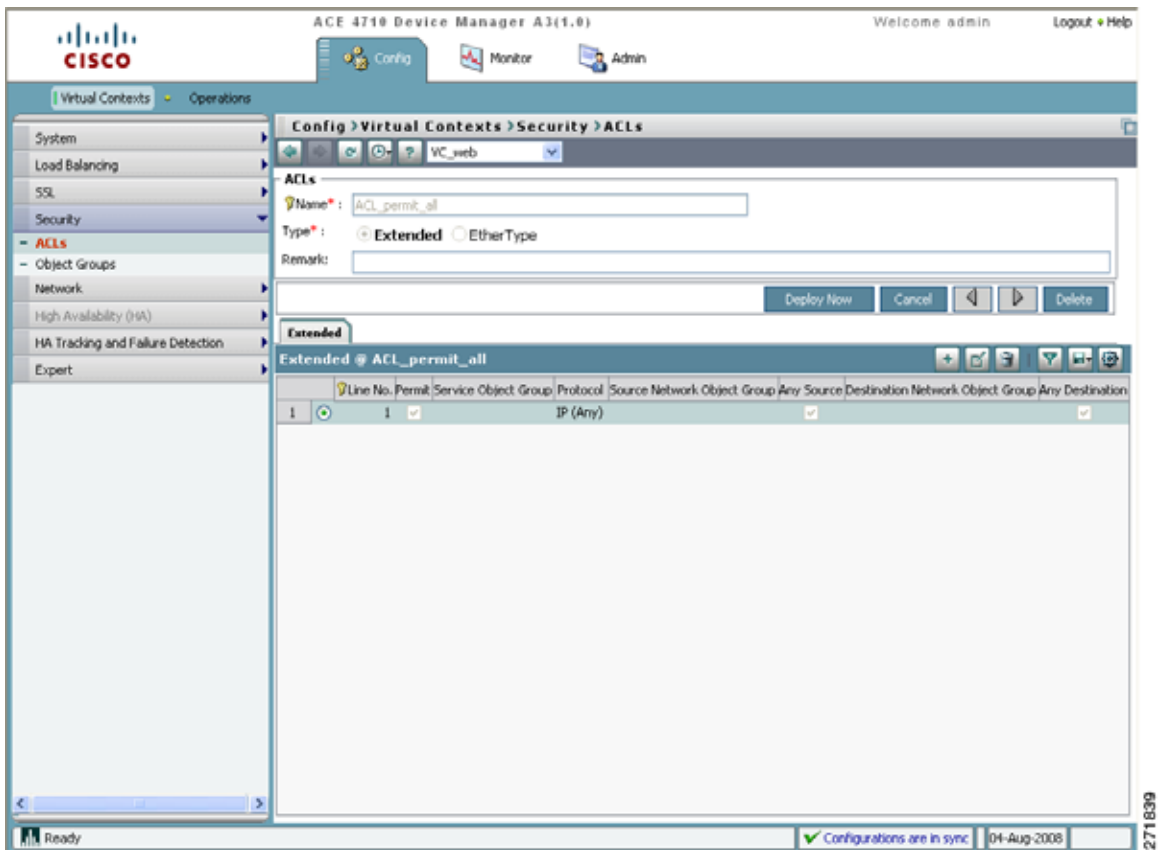 ACE 4710 Device Manager A3(1.0)
Welcome admin
Logout Help
CISCO
Config
Monitor
Admin
Virtual Contexts
Operations
System
Load Balancing
SSL
Security
ACLs
Object Groups
Network
High Availability (HA)
HA Tracking and Failure Detection
Expert
Config > Virtual Contexts > Security > ACLs
? VC_web
ACLs
Name* : ACL_permit_all
Type* : Extended EtherType
Remark:
Deploy Now Cancel Delete
Extended
Extended @ ACL_permit_all
Line No. Permit Service Object Group Protocol Source Network Object Group Any Source Destination Network Object Group Any Destination
1 1 IP (Any)
Ready
Configurations are in sync 04-Aug-2008
271839